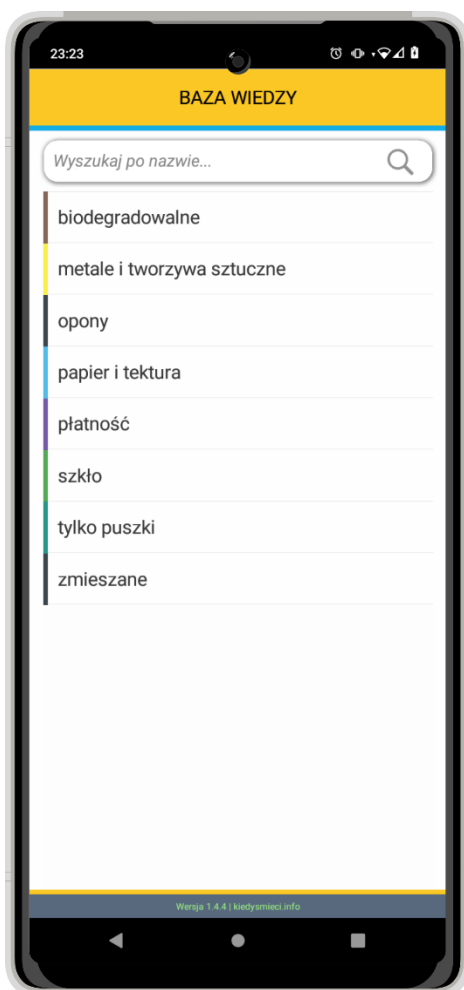 23:23
BAZA WIEDZY
Wyszukaj po nazwie...
biodegradowalne
metale i tworzywa sztuczne
opony
papier i tektura
płatność
szkło
tylko puszki
zmieszane
Wersja 1.4.4 | kiedysmieci.info